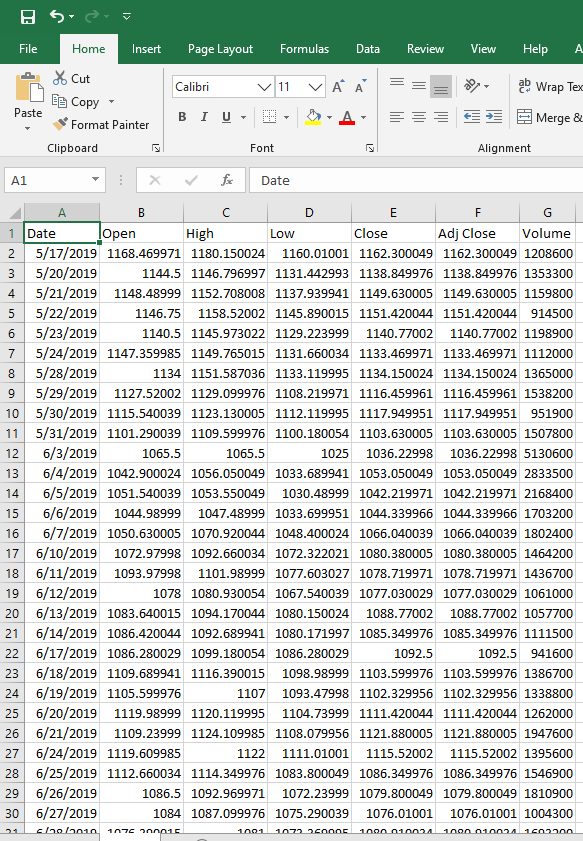 File Home Insert Page Layout Formulas Data Review View Help
Cut
Copy
Format Painter
Paste
Calibri 11 A A
B I U A
ab Wrap Tex
Merge &
Clipboard Font Alignment
A1 fx Date
A B C D E F G
1 Date Open High Low Close Adj Close Volume
2 5/17/2019 1168.469971 1180.150024 1160.01001 1162.300049 1162.300049 1208600
3 5/20/2019 1144.5 1146.796997 1131.442993 1138.849976 1138.849976 1353300
4 5/21/2019 1148.48999 1152.708008 1137.939941 1149.630005 1149.630005 1159800
5 5/22/2019 1146.75 1158.52002 1145.890015 1151.420044 1151.420044 914500
6 5/23/2019 1140.5 1145.973022 1129.223999 1140.77002 1140.77002 1198900
7 5/24/2019 1147.359985 1149.765015 1131.660034 1133.469971 1133.469971 1112000
8 5/28/2019 1134 1151.587036 1133.119995 1134.150024 1134.150024 1365000
9 5/29/2019 1127.52002 1129.099976 1108.219971 1116.459961 1116.459961 1538200
10 5/30/2019 1115.540039 1123.130005 1112.119995 1117.949951 1117.949951 951900
11 5/31/2019 1101.290039 1109.599976 1100.180054 1103.630005 1103.630005 1507800
12 6/3/2019 1065.5 1065.5 1025 1036.22998 1036.22998 5130600
13 6/4/2019 1042.900024 1056.050049 1033.689941 1053.050049 1053.050049 2833500
14 6/5/2019 1051.540039 1053.550049 1030.48999 1042.219971 1042.219971 2168400
15 6/6/2019 1044.98999 1047.48999 1033.699951 1044.339966 1044.339966 1703200
16 6/7/2019 1050.630005 1070.920044 1048.400024 1066.040039 1066.040039 1802400
17 6/10/2019 1072.97998 1092.660034 1072.322021 1080.380005 1080.380005 1464200
18 6/11/2019 1093.97998 1101.98999 1077.603027 1078.719971 1078.719971 1436700
19 6/12/2019 1078 1080.930054 1067.540039 1077.030029 1077.030029 1061000
20 6/13/2019 1083.640015 1094.170044 1080.150024 1088.77002 1088.77002 1057700
21 6/14/2019 1086.420044 1092.689941 1080.171997 1085.349976 1085.349976 1111500
22 6/17/2019 1086.280029 1099.180054 1086.280029 1092.5 1092.5 941600
23 6/18/2019 1109.689941 1116.390015 1098.98999 1103.599976 1103.599976 1386700
24 6/19/2019 1105.599976 1107 1093.47998 1102.329956 1102.329956 1338800
25 6/20/2019 1119.98999 1120.119995 1104.73999 1111.420044 1111.420044 1262000
26 6/21/2019 1109.23999 1124.109985 1108.079956 1121.880005 1121.880005 1947600
27 6/24/2019 1119.609985 1122 1111.01001 1115.52002 1115.52002 1395600
28 6/25/2019 1112.660034 1114.349976 1083.800049 1086.349976 1086.349976 1546900
29 6/26/2019 1086.5 1092.969971 1072.23999 1079.800049 1079.800049 1810900
30 6/27/2019 1084 1087.099976 1075.290039 1076.01001 1076.01001 1004300